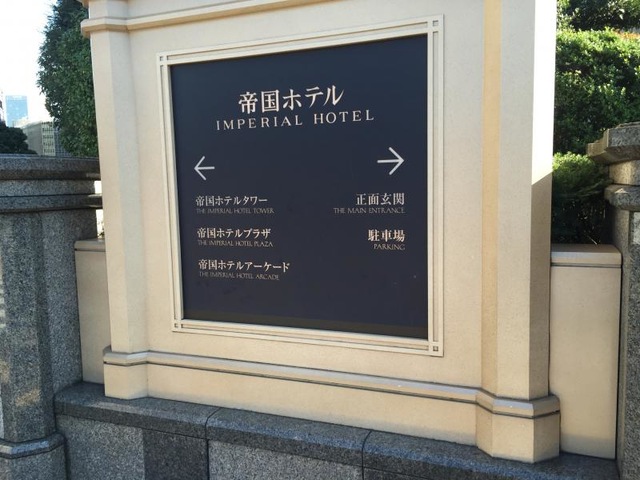 帝国ホテル
IMPERIAL HOTEL
← →
帝国ホテルタワー
THE IMPERIAL HOTEL TOWER
帝国ホテルプラザ
THE IMPERIAL HOTEL PLAZA
帝国ホテルアーケード
THE IMPERIAL HOTEL ARCADE
正面玄関
THE MAIN ENTRANCE
駐車場
PARKING